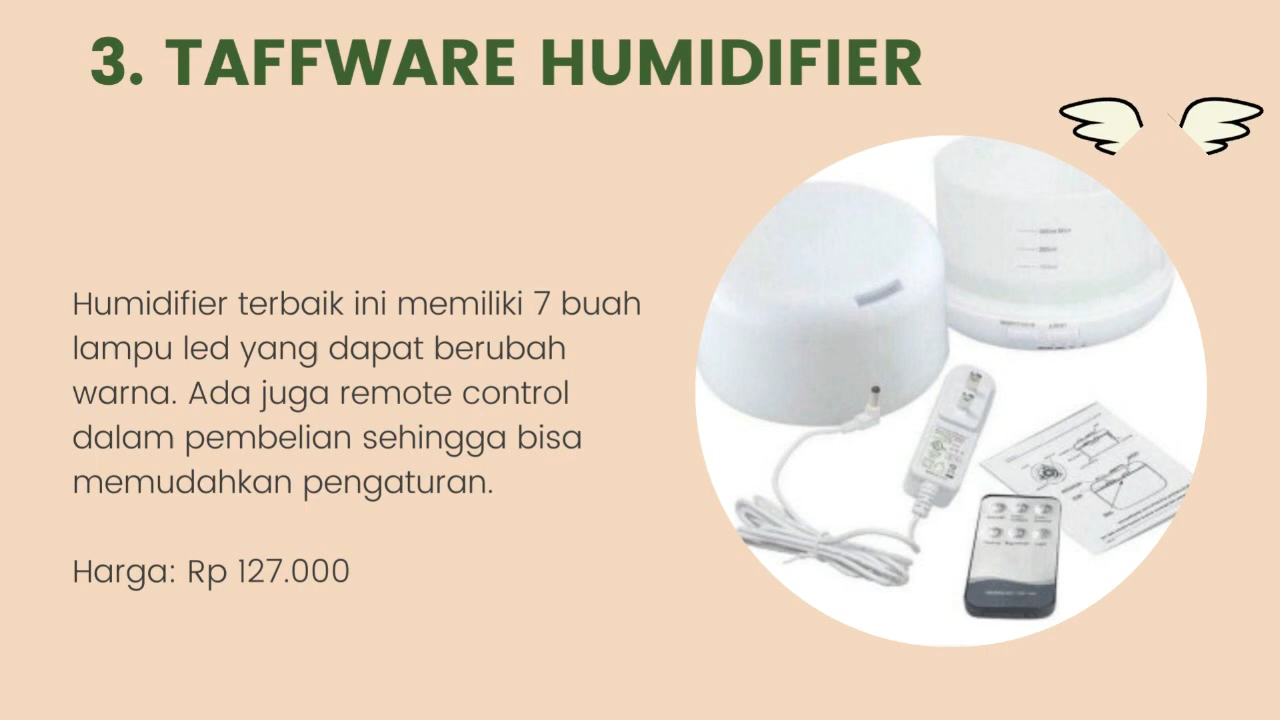 3. TAFFWARE HUMIDIFIER
Humidifier terbaik ini memiliki 7 buah
lampu led yang dapat berubah
warna. Ada juga remote control
dalam pembelian sehingga bisa
memudahkan pengaturan.
Harga: Rp 127.000